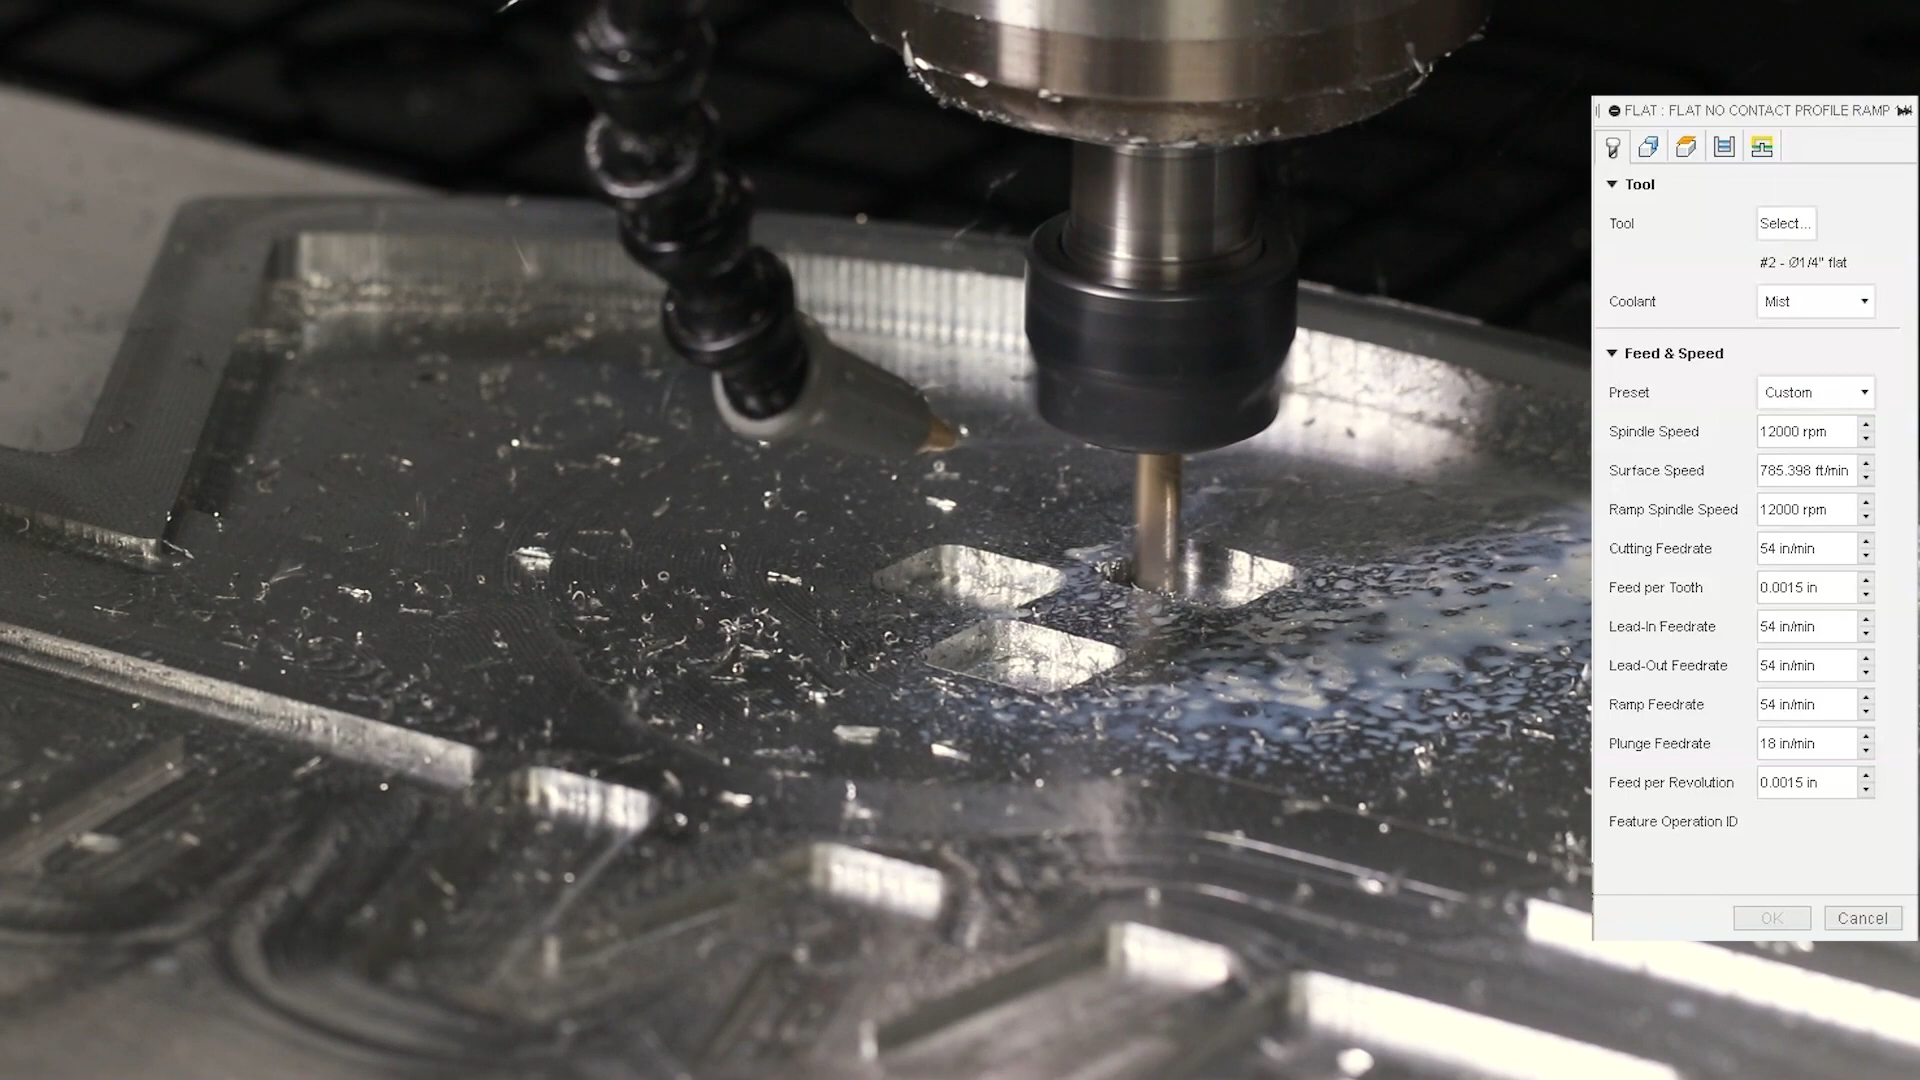 FLAT : FLAT NO CONTACT PROFILE RAMP
Tool
Tool Select...
#2 - Ø1/4" flat
Coolant Mist
Feed & Speed
Preset Custom
Spindle Speed 12000 rpm
Surface Speed 785.398 ft/min
Ramp Spindle Speed 12000 rpm
Cutting Feedrate 54 in/min
Feed per Tooth 0.0015 in
Lead-In Feedrate 54 in/min
Lead-Out Feedrate 54 in/min
Ramp Feedrate 54 in/min
Plunge Feedrate 18 in/min
Feed per Revolution 0.0015 in
Feature Operation ID
OK Cancel